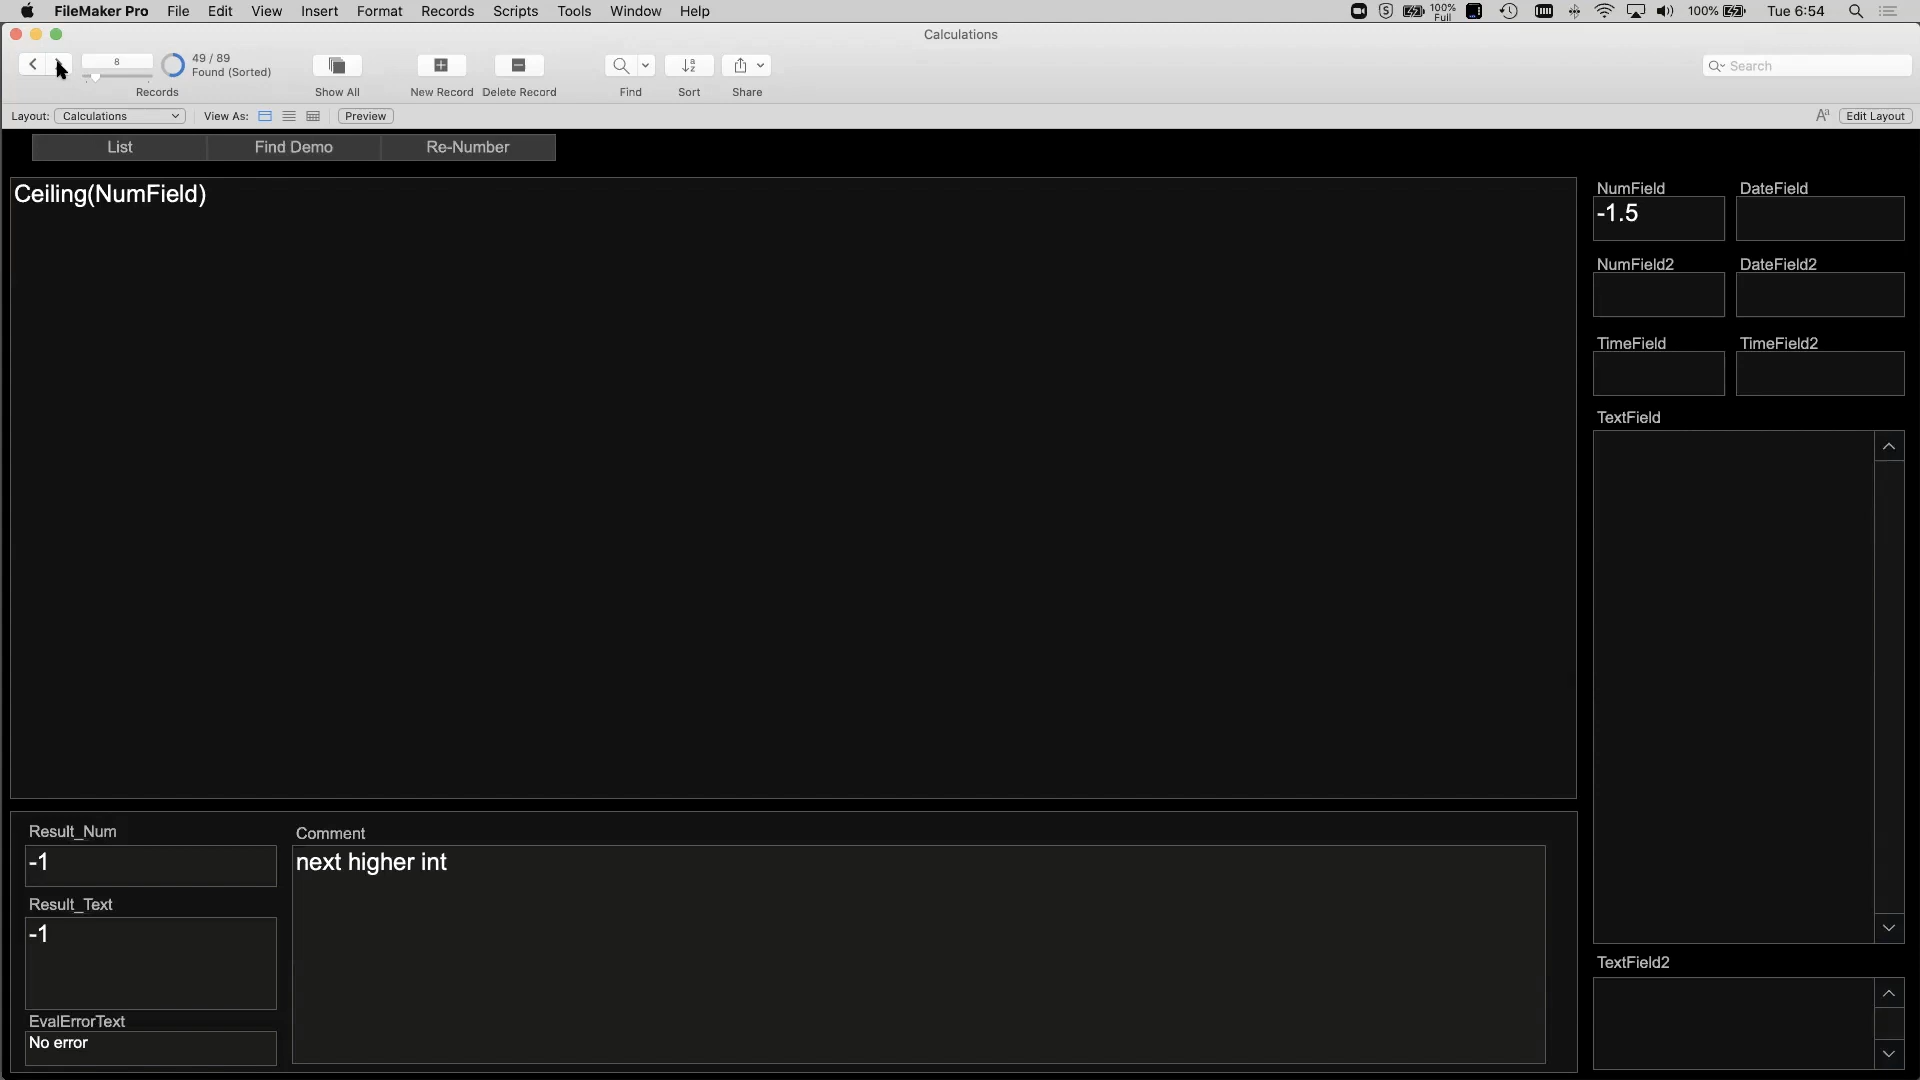 FileMaker Pro File Edit View Insert Format Records Scripts Tools Window Help
100% Full 100% Tue 6:54
Calculations
8 49 / 89
Found (Sorted)
Search
Records Show All New Record Delete Record Find Sort Share
Layout: Calculations View As: Preview Edit Layout
List Find Demo Re-Number
Ceiling(NumField)
NumField DateField
-1.5
NumField2 DateField2
TimeField TimeField2
TextField
TextField2
Result_Num
-1
Result_Text
-1
EvalErrorText
No error
Comment
next higher int